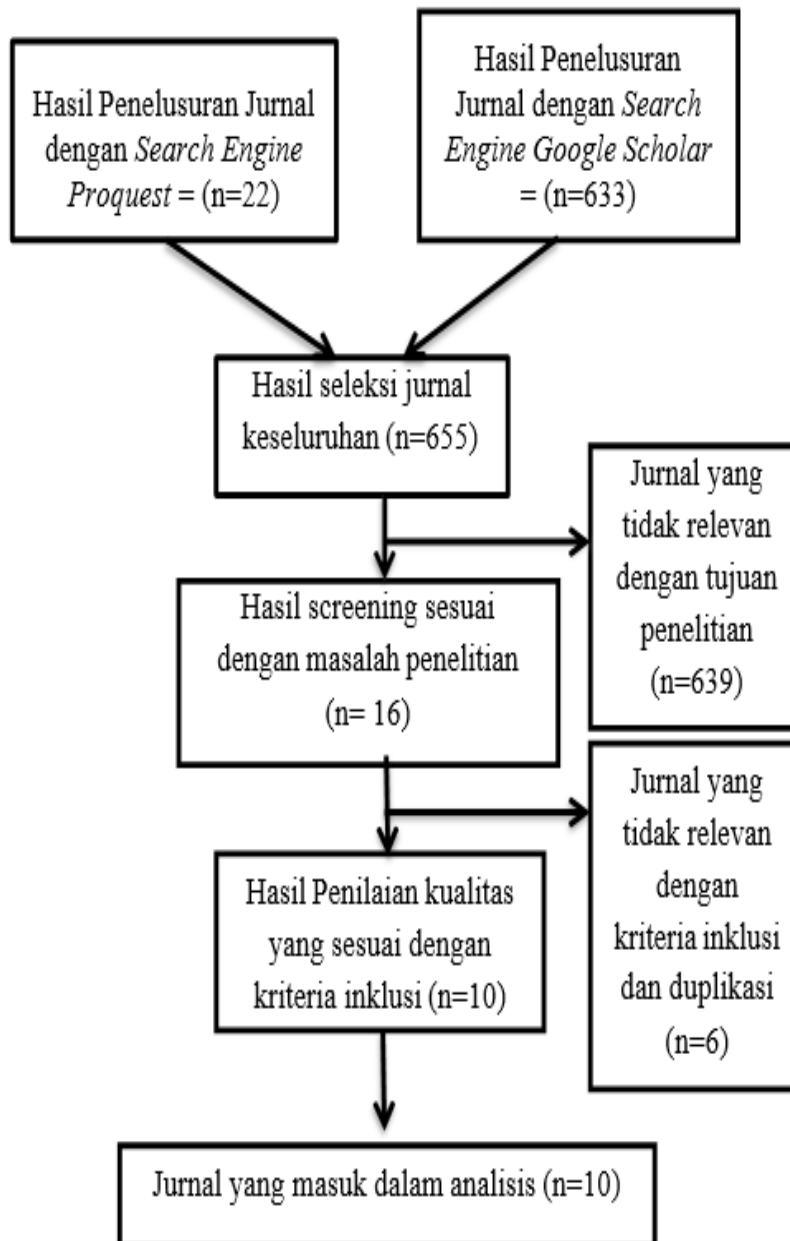 Hasil Penelusuran Jurnal
dengan Search Engine
Proquest = (n=22)
Hasil Penelusuran
Jurnal dengan Search
Engine Google Scholar
= (n=633)
Hasil seleksi jurnal
keseluruhan (n=655)
Jurnal yang
tidak relevan
dengan tujuan
penelitian
(n=639)
Hasil screening sesuai
dengan masalah penelitian
(n= 16)
Jurnal yang
tidak relevan
dengan
kriteria inklusi
dan duplikasi
(n=6)
Hasil Penilaian kualitas
yang sesuai dengan
kriteria inklusi (n=10)
Jurnal yang masuk dalam analisis (n=10)